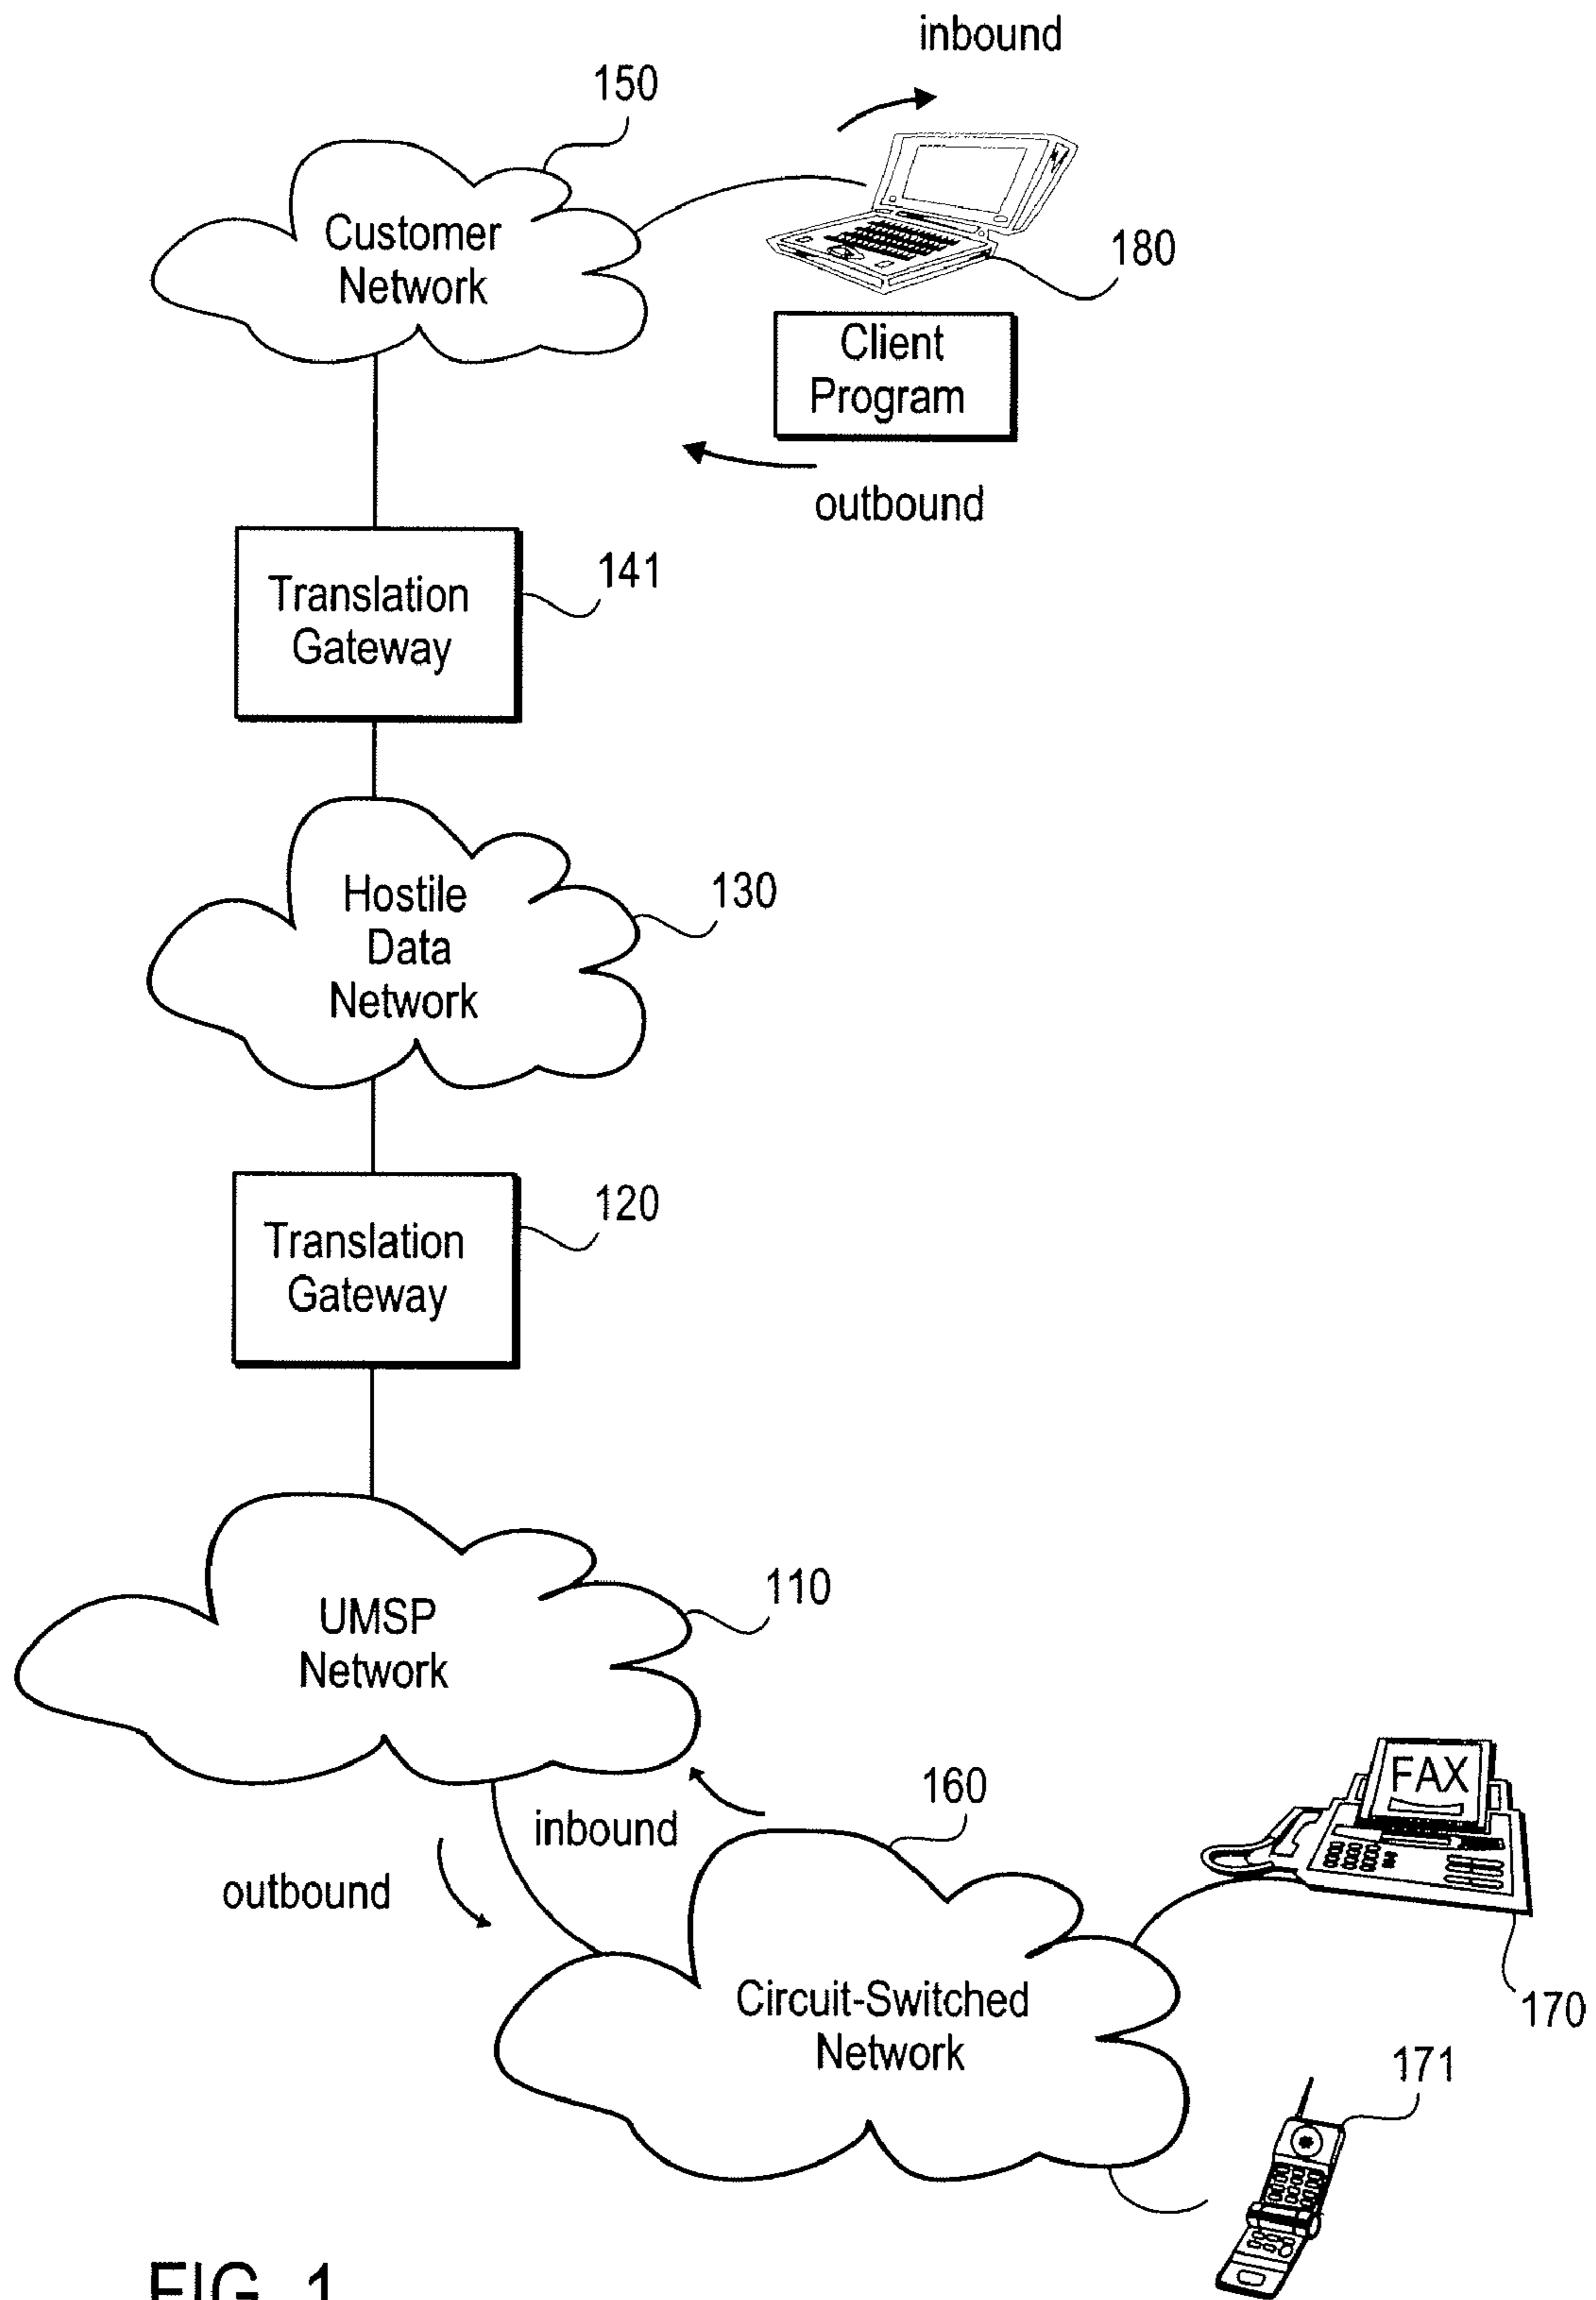 inbound
150
Customer
Network
180
Client
Program
outbound
141
Translation
Gateway
130
Hostile
Data
Network
120
Translation
Gateway
110
UMSP
Network
160
FAX
inbound
outbound
170
Circuit-Switched
Network
171
FIG. 1